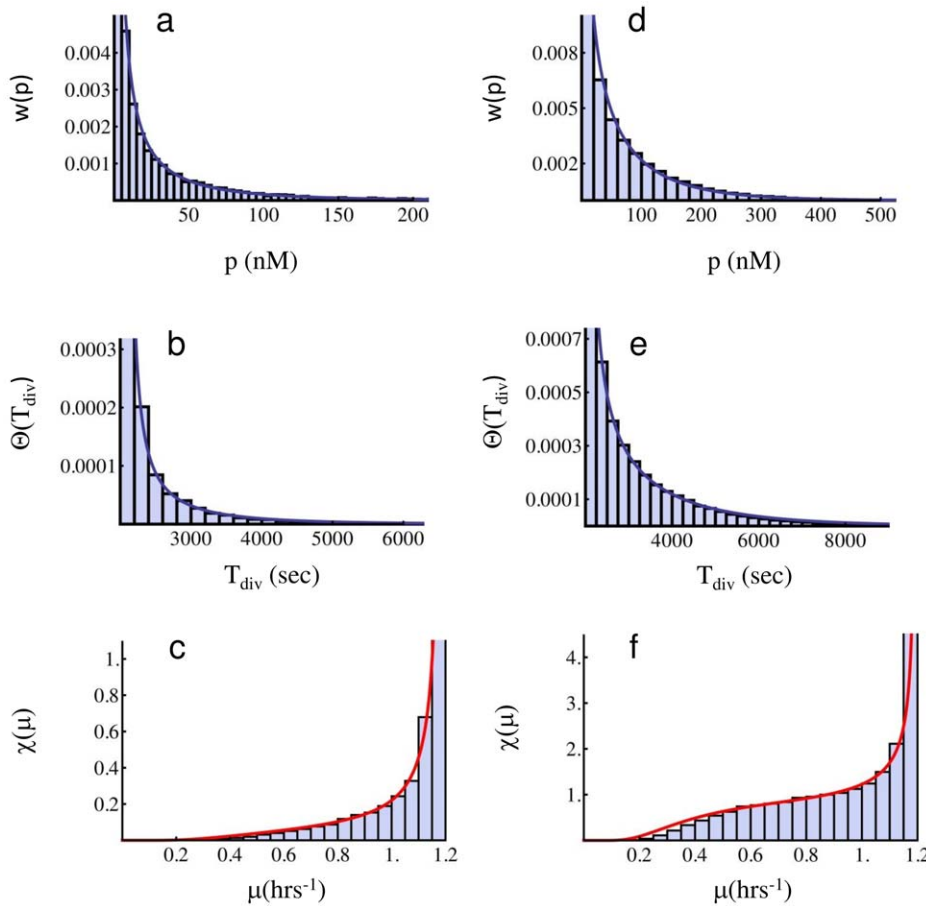 a
0.004
0.003
0.002
0.001
w(p)
50 100 150 200
p (nM)
d
0.008
0.005
0.002
w(p)
100 200 300 400 500
p (nM)
b
0.0003
0.0002
0.0001
Θ(T_div)
3000 4000 5000 6000
T_div (sec)
e
0.0007
0.0005
0.0003
0.0001
Θ(T_div)
4000 6000 8000
T_div (sec)
c
1.
0.8
0.6
0.4
0.2
χ(μ)
0.2 0.4 0.6 0.8 1. 1.2
μ(hrs⁻¹)
f
4.
3.
2.
1.
χ(μ)
0.2 0.4 0.6 0.8 1. 1.2
μ(hrs⁻¹)